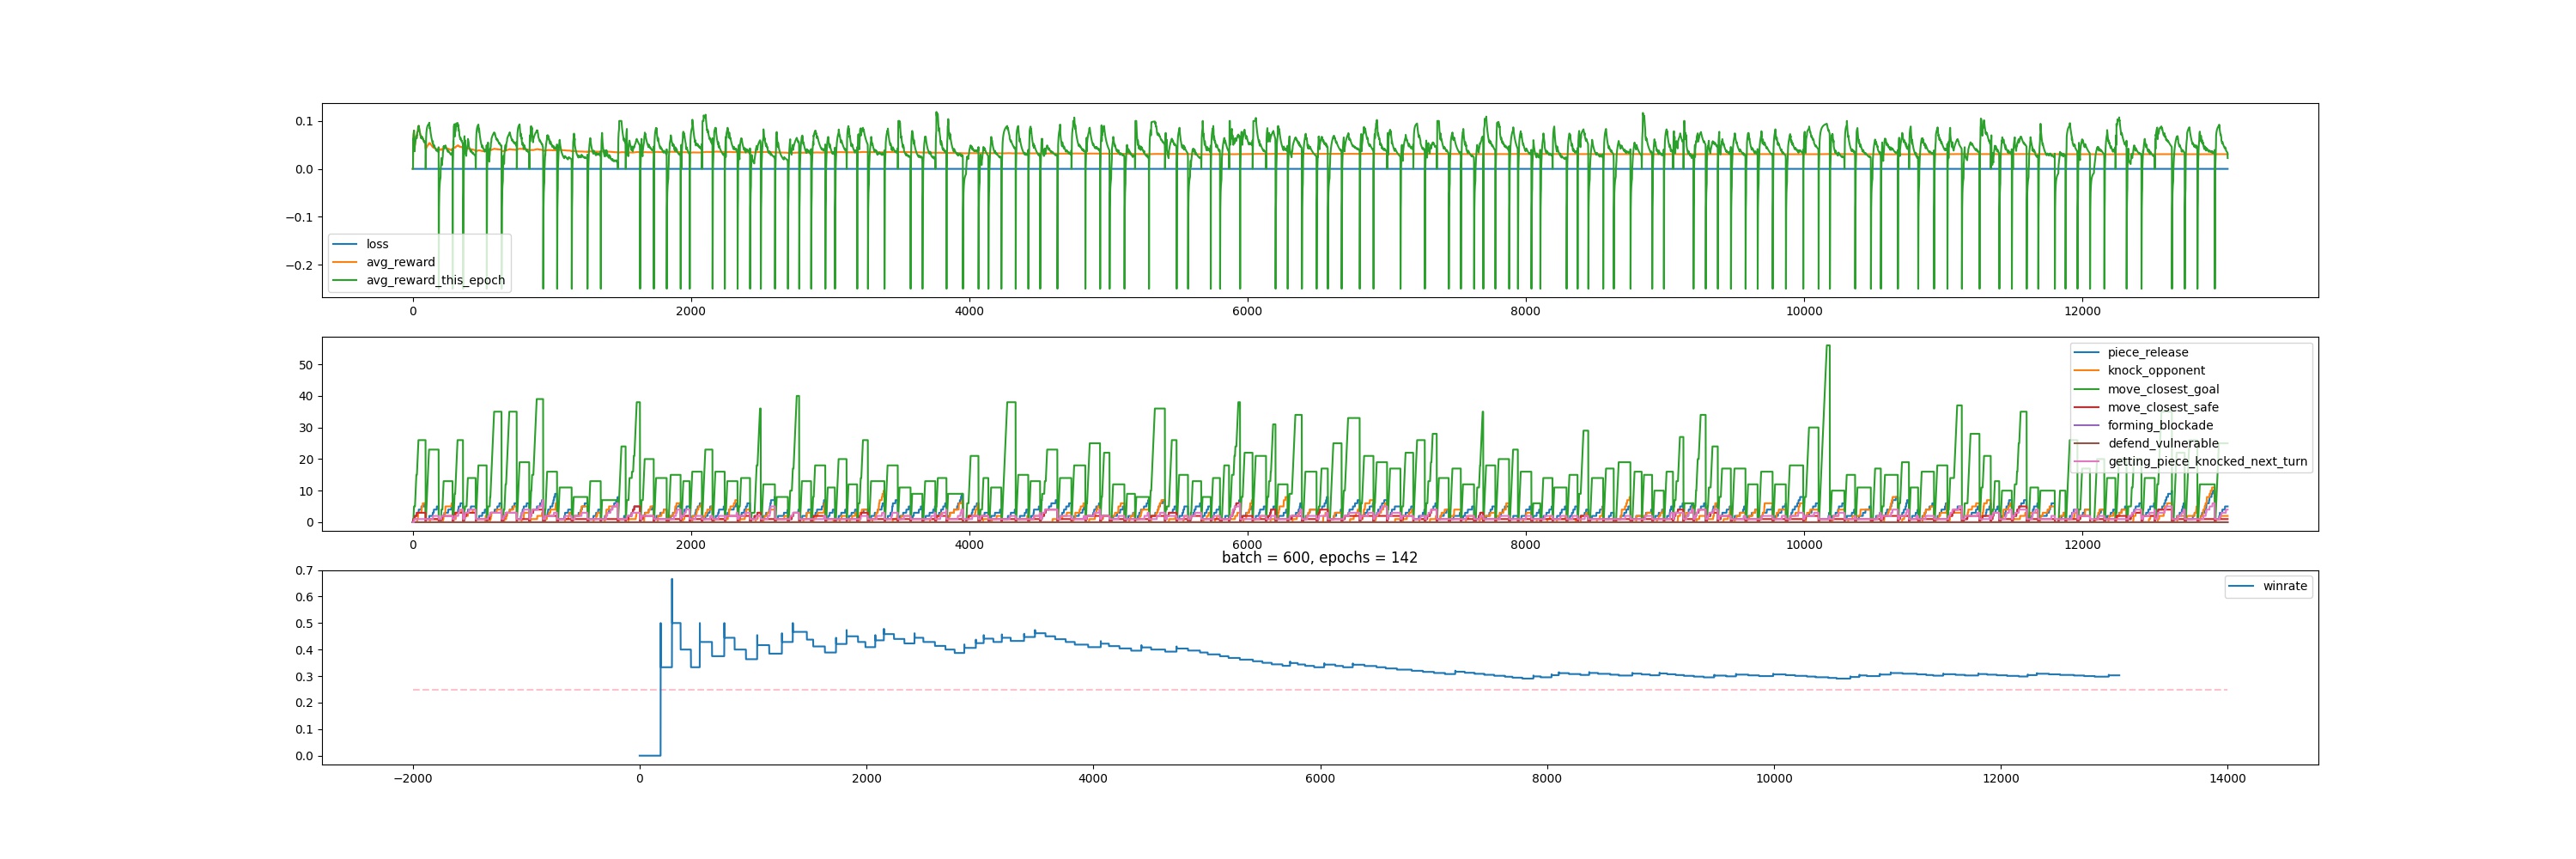 0.1
0.0
−0.1
−0.2
loss
avg_reward
avg_reward_this_epoch
0 2000 4000 6000 8000 10000 12000
50
40
30
20
10
0
piece_release
knock_opponent
move_closest_goal
move_closest_safe
forming_blockade
defend_vulnerable
getting_piece_knocked_next_turn
0 2000 4000 6000 8000 10000 12000
batch = 600, epochs = 142
0.7
0.6
0.5
0.4
0.3
0.2
0.1
0.0
winrate
−2000 0 2000 4000 6000 8000 10000 12000 14000